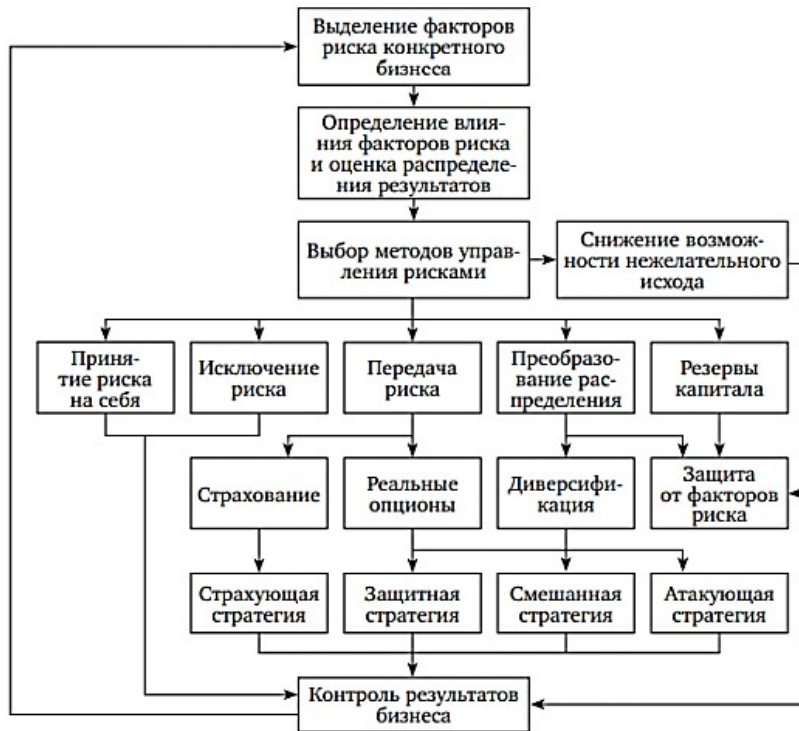 Выделение факторов
риска конкретного
бизнеса
Определение влия-
ния факторов риска
и оценка распреде-
ления результатов
Выбор методов управ-
ления рисками
Снижение возмож-
ности нежелательного
исхода
Приня-
тие риска
на себя
Исключение
риска
Передача
риска
Преобразо-
вание рас-
пределения
Резервы
капитала
Страхование
Реальные
опционы
Диверсифи-
кация
Защита
от факторов
риска
Страхующая
стратегия
Защитная
стратегия
Смешанная
стратегия
Атакующая
стратегия
Контроль результатов
бизнеса